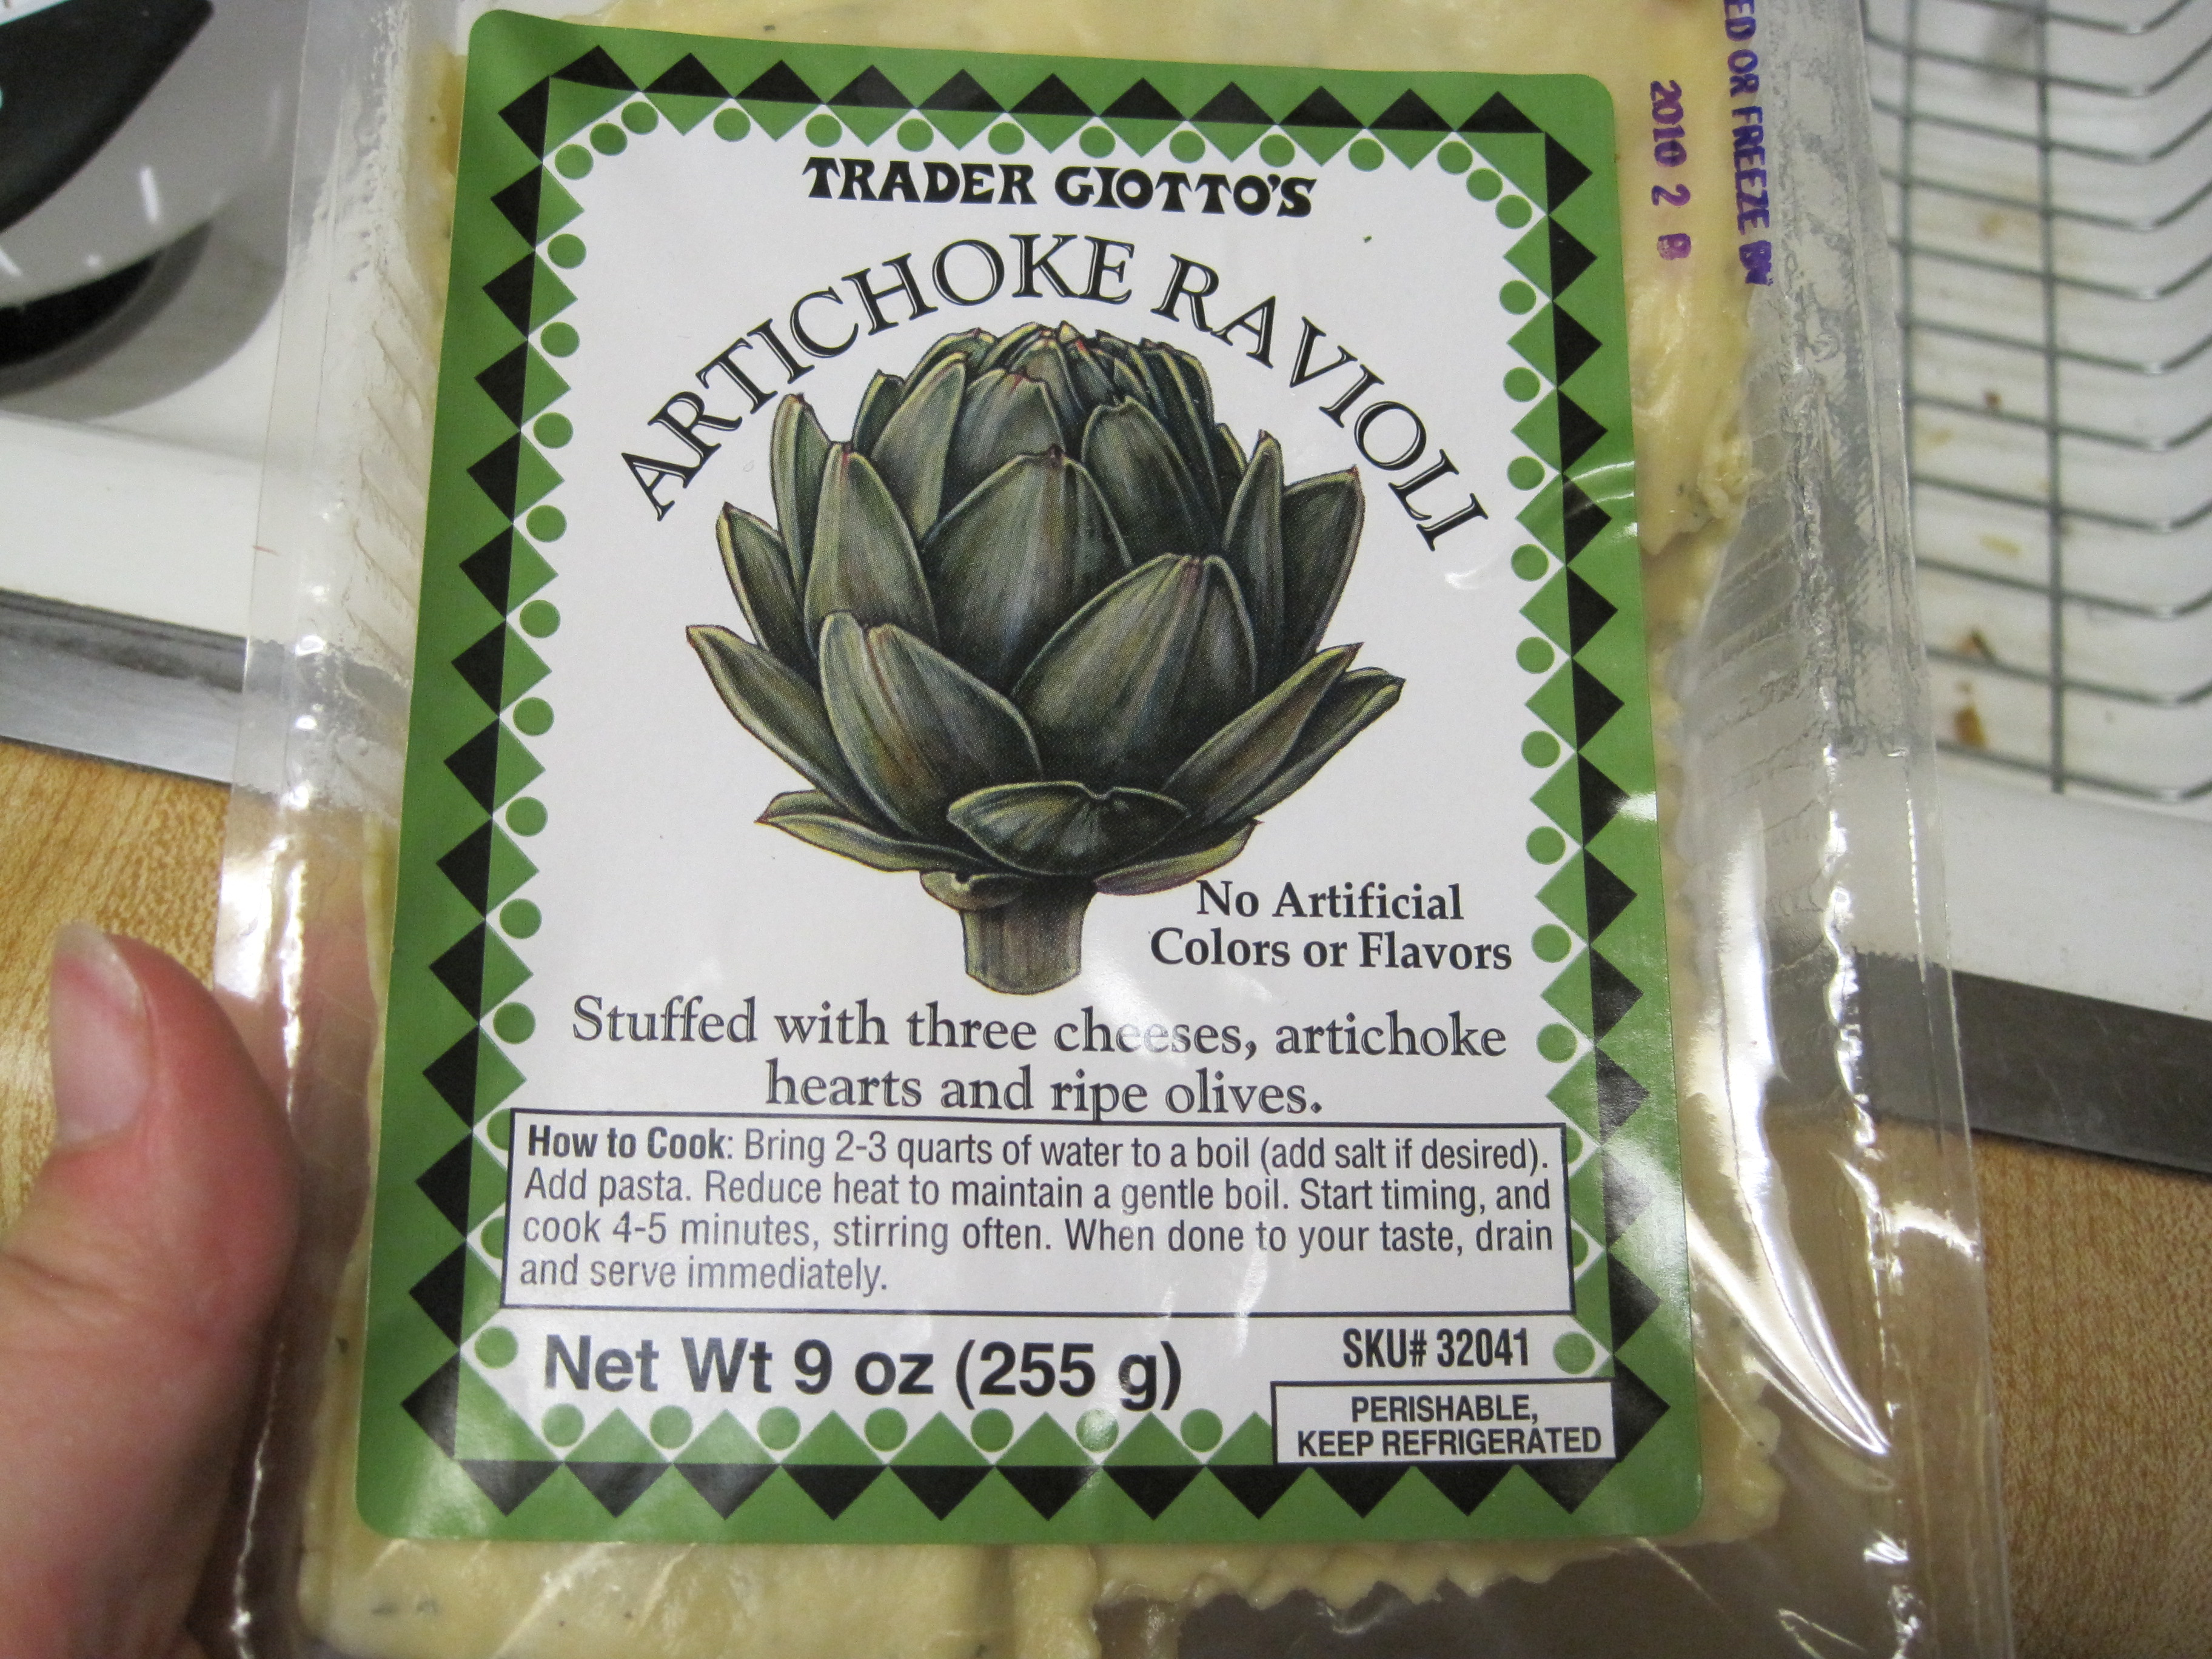 TRADER GIOTTO'S
ARTICHOKE RAVIOLI
No Artificial
Colors or Flavors
Stuffed with three cheeses, artichoke
hearts and ripe olives.
How to Cook: Bring 2-3 quarts of water to a boil (add salt if desired).
Add pasta. Reduce heat to maintain a gentle boil. Start timing, and
cook 4-5 minutes, stirring often. When done to your taste, drain
and serve immediately.
Net Wt 9 oz (255 g)
SKU# 32041
PERISHABLE,
KEEP REFRIGERATED
OR FREEZE
2010 2